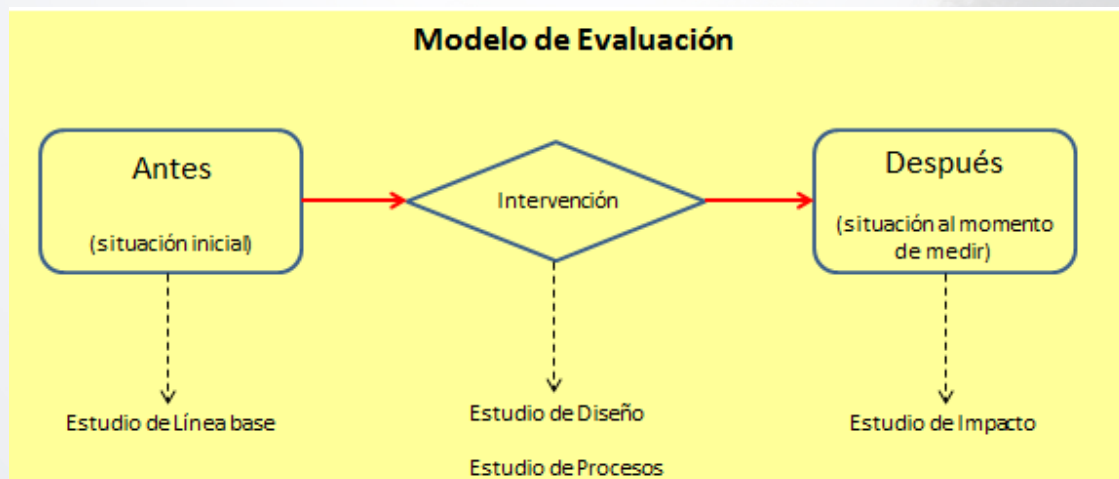 Modelo de Evaluación
Antes
(situación inicial)
Intervención
Después
(situación al momento
de medir)
Estudio de Línea base
Estudio de Diseño
Estudio de Procesos
Estudio de Impacto